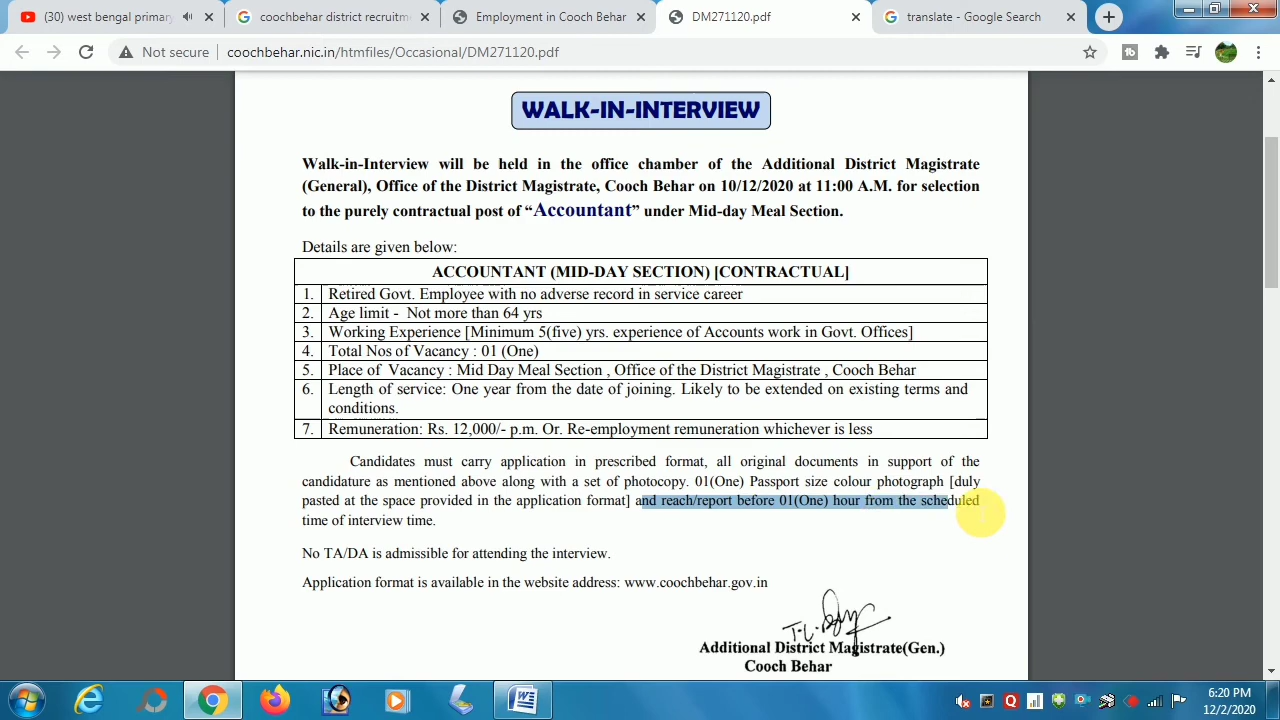 (30) west bengal primary
coochbehar district recruitm
Employment in Cooch Behar
DM271120.pdf
translate - Google Search
Not secure
coochbehar.nic.in/htmfiles/Occasional/DM271120.pdf
WALK-IN-INTERVIEW
Walk-in-Interview will be held in the office chamber of the Additional District Magistrate
(General), Office of the District Magistrate, Cooch Behar on 10/12/2020 at 11:00 A.M. for selection
to the purely contractual post of “Accountant” under Mid-day Meal Section.
Details are given below:
ACCOUNTANT (MID-DAY SECTION) [CONTRACTUAL]
1. Retired Govt. Employee with no adverse record in service career
2. Age limit - Not more than 64 yrs
3. Working Experience [Minimum 5(five) yrs. experience of Accounts work in Govt. Offices]
4. Total Nos of Vacancy : 01 (One)
5. Place of Vacancy : Mid Day Meal Section , Office of the District Magistrate , Cooch Behar
6. Length of service: One year from the date of joining. Likely to be extended on existing terms and
conditions.
7. Remuneration: Rs. 12,000/- p.m. Or. Re-employment remuneration whichever is less
Candidates must carry application in prescribed format, all original documents in support of the
candidature as mentioned above along with a set of photocopy. 01(One) Passport size colour photograph [duly
pasted at the space provided in the application format] and reach/report before 01(One) hour from the scheduled
time of interview time.
No TA/DA is admissible for attending the interview.
Application format is available in the website address: www.coochbehar.gov.in
Additional District Magistrate(Gen.)
Cooch Behar
6:20 PM
12/2/2020